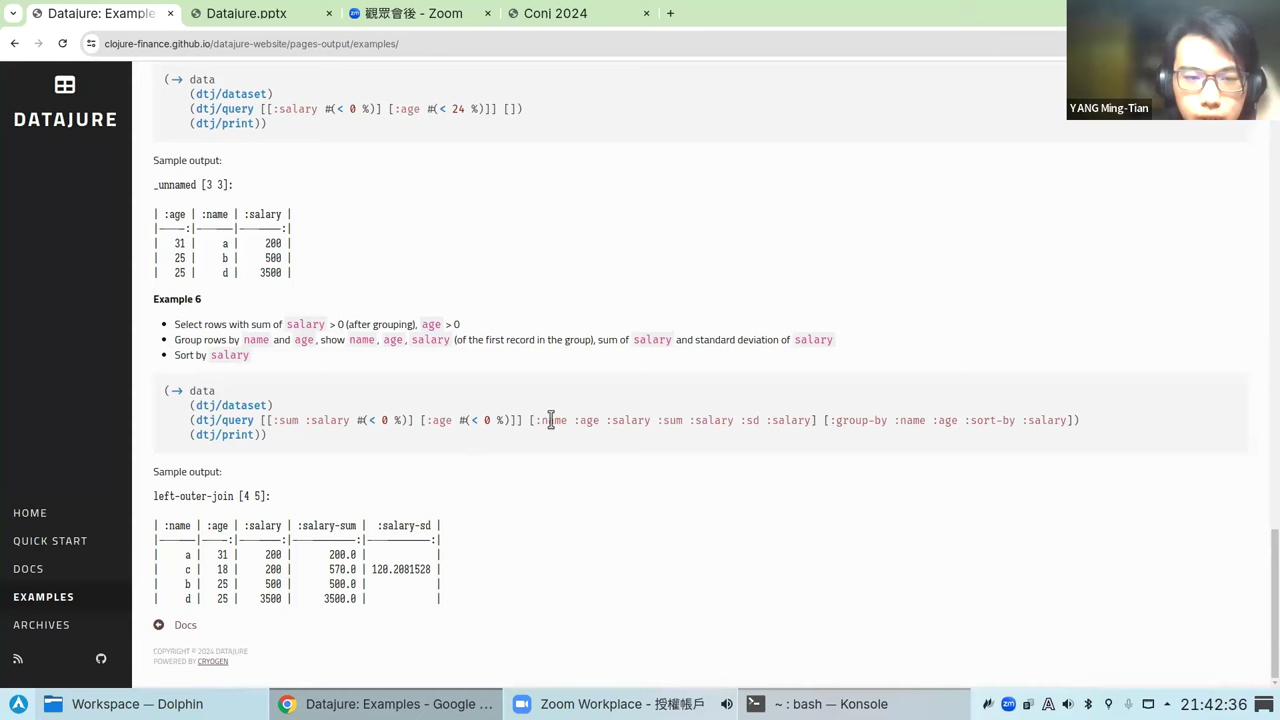 Datajure: Example
Datajure.pptx
觀眾會後 - Zoom
Conj 2024
clojure-finance.github.io/datajure-website/pages-output/examples/
YANG Ming-Tian
DATAJURE
(→ data
(dtj/dataset)
(dtj/query [[:salary #(< 0 %)] [:age #(< 24 %)]] [])
(dtj/print))
Sample output:
_unnamed [3 3]:
| :age | :name | :salary |
|----:|------|-------:|
| 31 | a | 200 |
| 25 | b | 500 |
| 25 | d | 3500 |
Example 6
• Select rows with sum of salary > 0 (after grouping), age > 0
• Group rows by name and age, show name, age, salary (of the first record in the group), sum of salary and standard deviation of salary
• Sort by salary
(→ data
(dtj/dataset)
(dtj/query [[:sum :salary #(< 0 %)] [:age #(< 0 %)]] [:name :age :salary :sum :salary :sd :salary] [:group-by :name :age :sort-by :salary])
(dtj/print))
Sample output:
left-outer-join [4 5]:
| :name | :age | :salary | :salary-sum | :salary-sd |
|------|----:|-------:|-----------:|-----------:|
| a | 31 | 200 | 200.0 | |
| c | 18 | 200 | 570.0 | 120.2081528 |
| b | 25 | 500 | 500.0 | |
| d | 25 | 3500 | 3500.0 | |
Docs
COPYRIGHT © 2024 DATAJURE
POWERED BY CRYOGEN
HOME
QUICK START
DOCS
EXAMPLES
ARCHIVES
Workspace — Dolphin
Datajure: Examples - Google ...
Zoom Workplace - 授權帳戶
~ : bash — Konsole
21:42:36